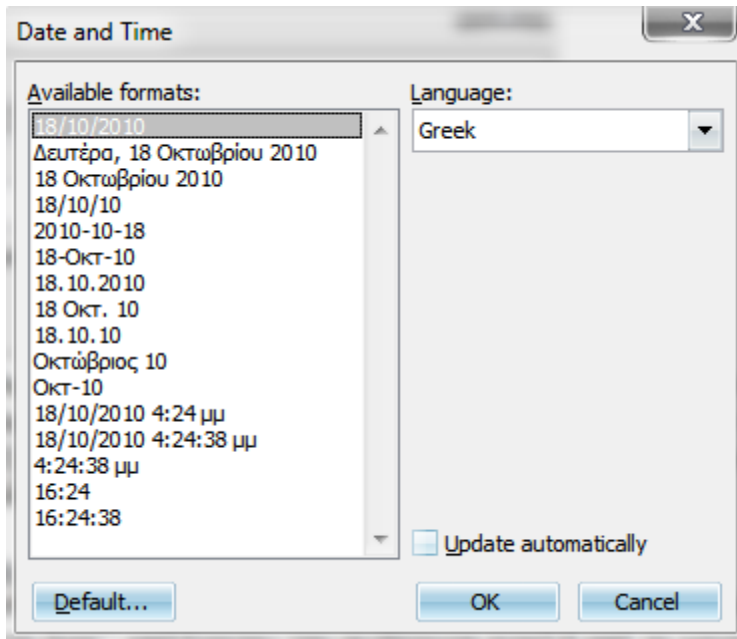 Date and Time
Available formats:
18/10/2010
Δευτέρα, 18 Οκτωβρίου 2010
18 Οκτωβρίου 2010
18/10/10
2010-10-18
18-Οκτ-10
18.10.2010
18 Οκτ. 10
18.10.10
Οκτώβριος 10
Οκτ-10
18/10/2010 4:24 μμ
18/10/2010 4:24:38 μμ
4:24:38 μμ
16:24
16:24:38
Language:
Greek
Update automatically
Default...
OK
Cancel